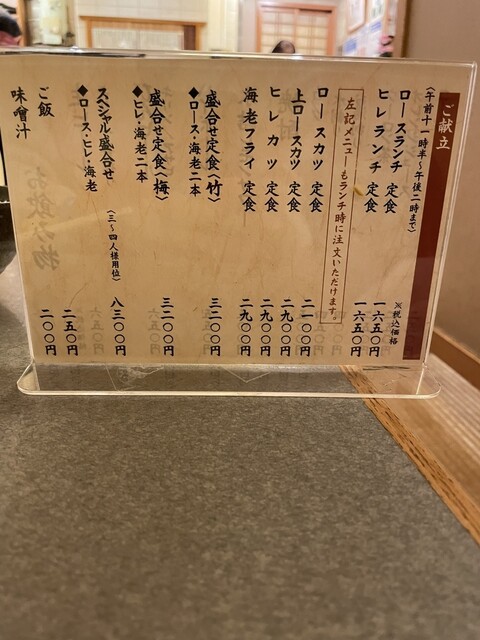 ご献立
(午前十一時半～午後二時まで)
※税込価格
ロースランチ 定食 一六五〇円
ヒレランチ 定食 一六五〇円
左記メニューもランチ時に注文いただけます。
ロースカツ 定食 二一〇〇円
上ロースカツ 定食 二九〇〇円
ヒレカツ 定食 二九〇〇円
海老フライ 定食 二九〇〇円
盛合せ定食(竹) 三二〇〇円
◆ロース・海老二本
盛合せ定食(梅) 三二〇〇円
◆ヒレ・海老二本
スペシャル盛合せ (三～四人様用位) 八三〇〇円
◆ロース・ヒレ・海老
ご飯 二五〇円
味噌汁 二〇〇円
お飲み物